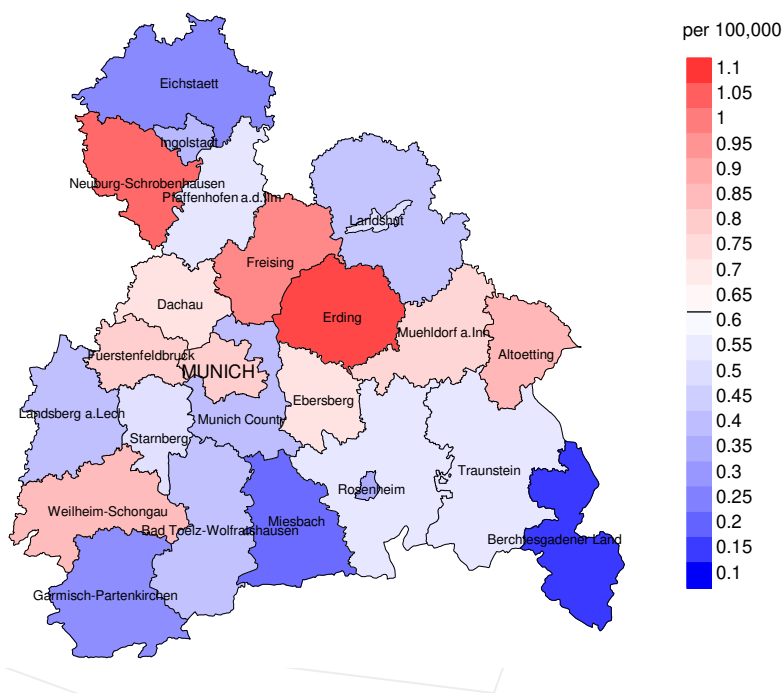 per 100,000
1.1
1.05
1
0.95
0.9
0.85
0.8
0.75
0.7
0.65
0.6
0.55
0.5
0.45
0.4
0.35
0.3
0.25
0.2
0.15
0.1
Eichstaett
Ingolstadt
Neuburg-Schrobenhausen
Pfaffenhofen a.d.Ilm
Landshut
Freising
Dachau
Erding
Muehldorf a.Inn
Fuerstenfeldbruck
Altoetting
MUNICH
Ebersberg
Landsberg a.Lech
Munich County
Starnberg
Traunstein
Rosenheim
Weilheim-Schongau
Miesbach
Bad Toelz-Wolfratshausen
Berchtesgadener Land
Garmisch-Partenkirchen